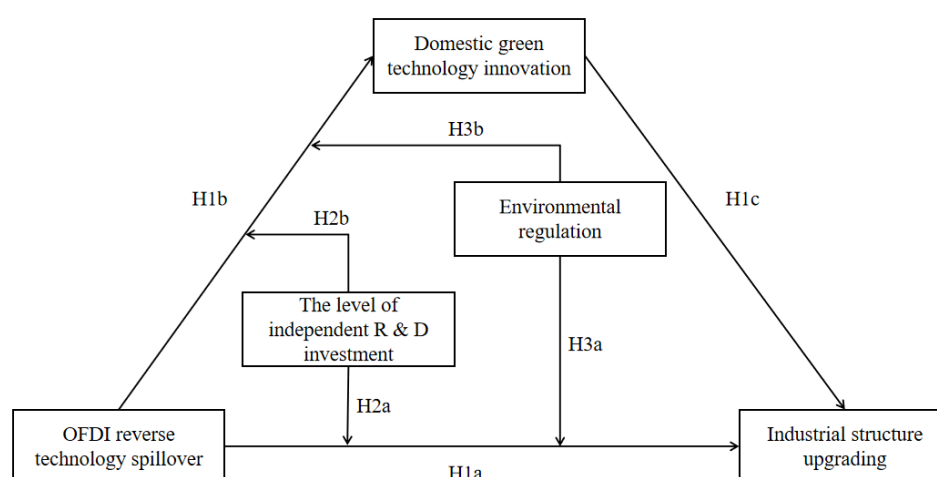 Domestic green
technology innovation
H3b
H1b
H2b
Environmental
regulation
H1c
The level of
independent R & D
investment
H3a
H2a
OFDI reverse
technology spillover
Industrial structure
upgrading
H1a